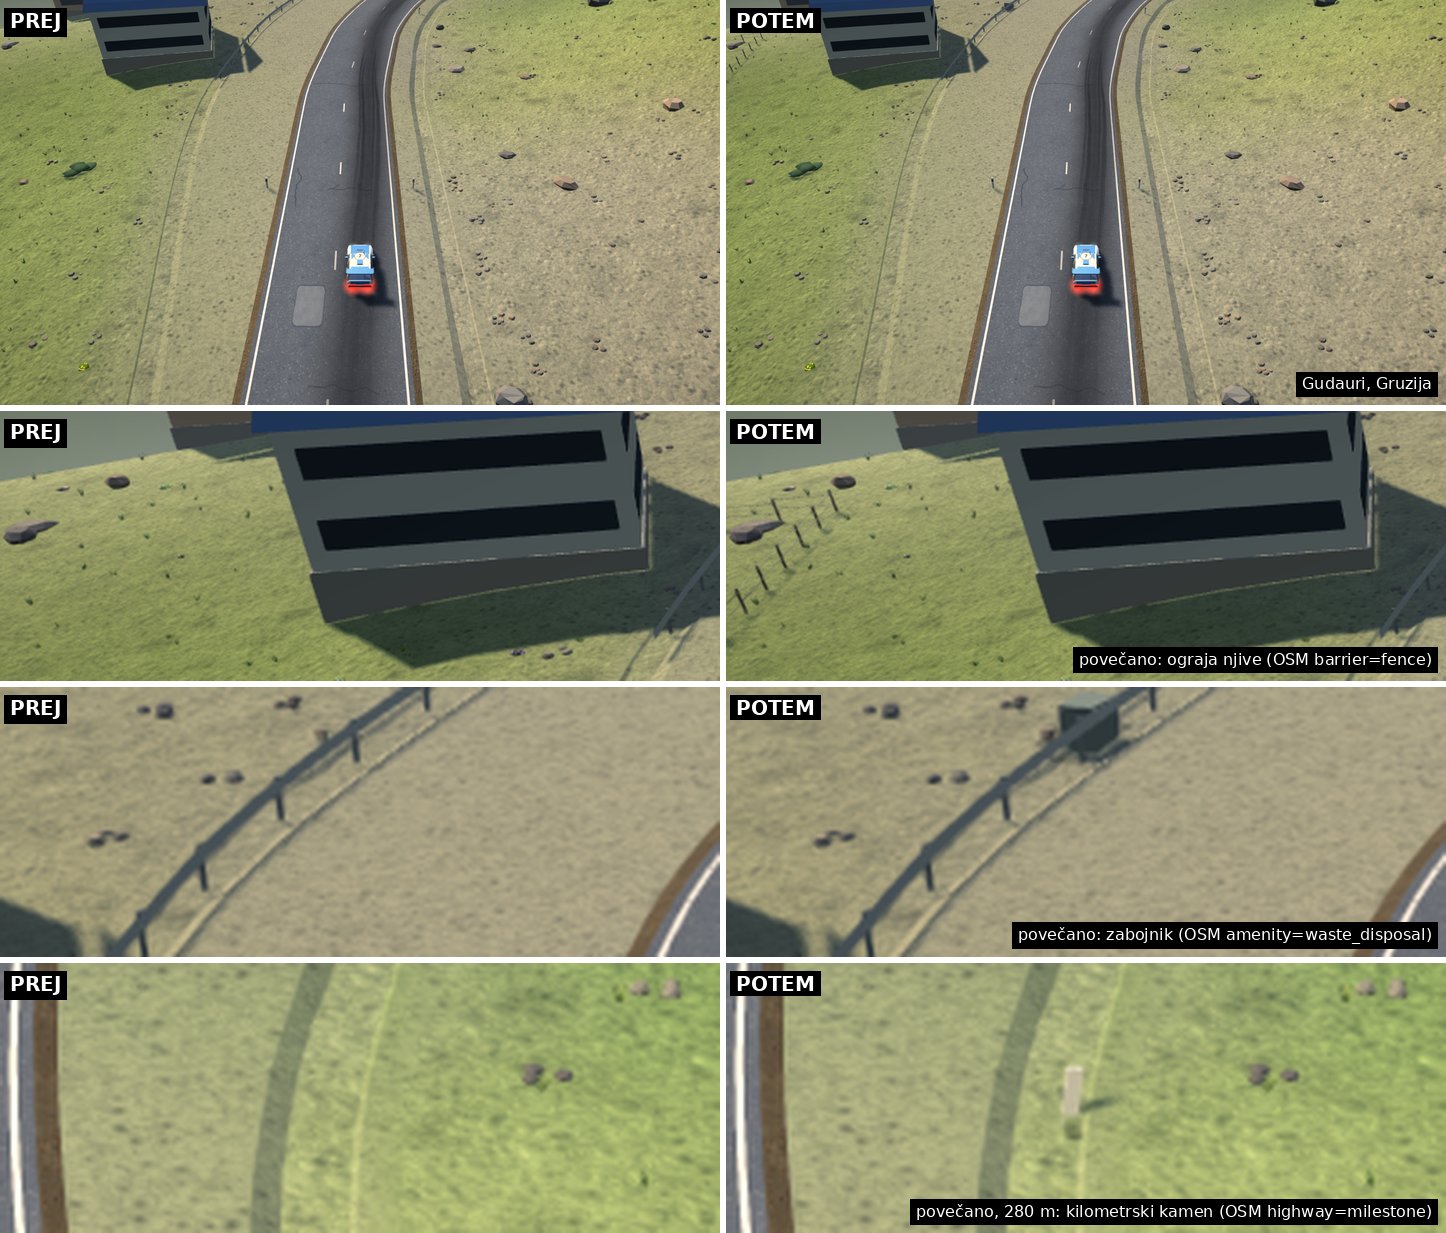 PREJ
POTEM
Gudauri, Gruzija
PREJ
POTEM
povečano: ograja njive (OSM barrier=fence)
PREJ
POTEM
povečano: zabojnik (OSM amenity=waste_disposal)
PREJ
POTEM
povečano, 280 m: kilometrski kamen (OSM highway=milestone)